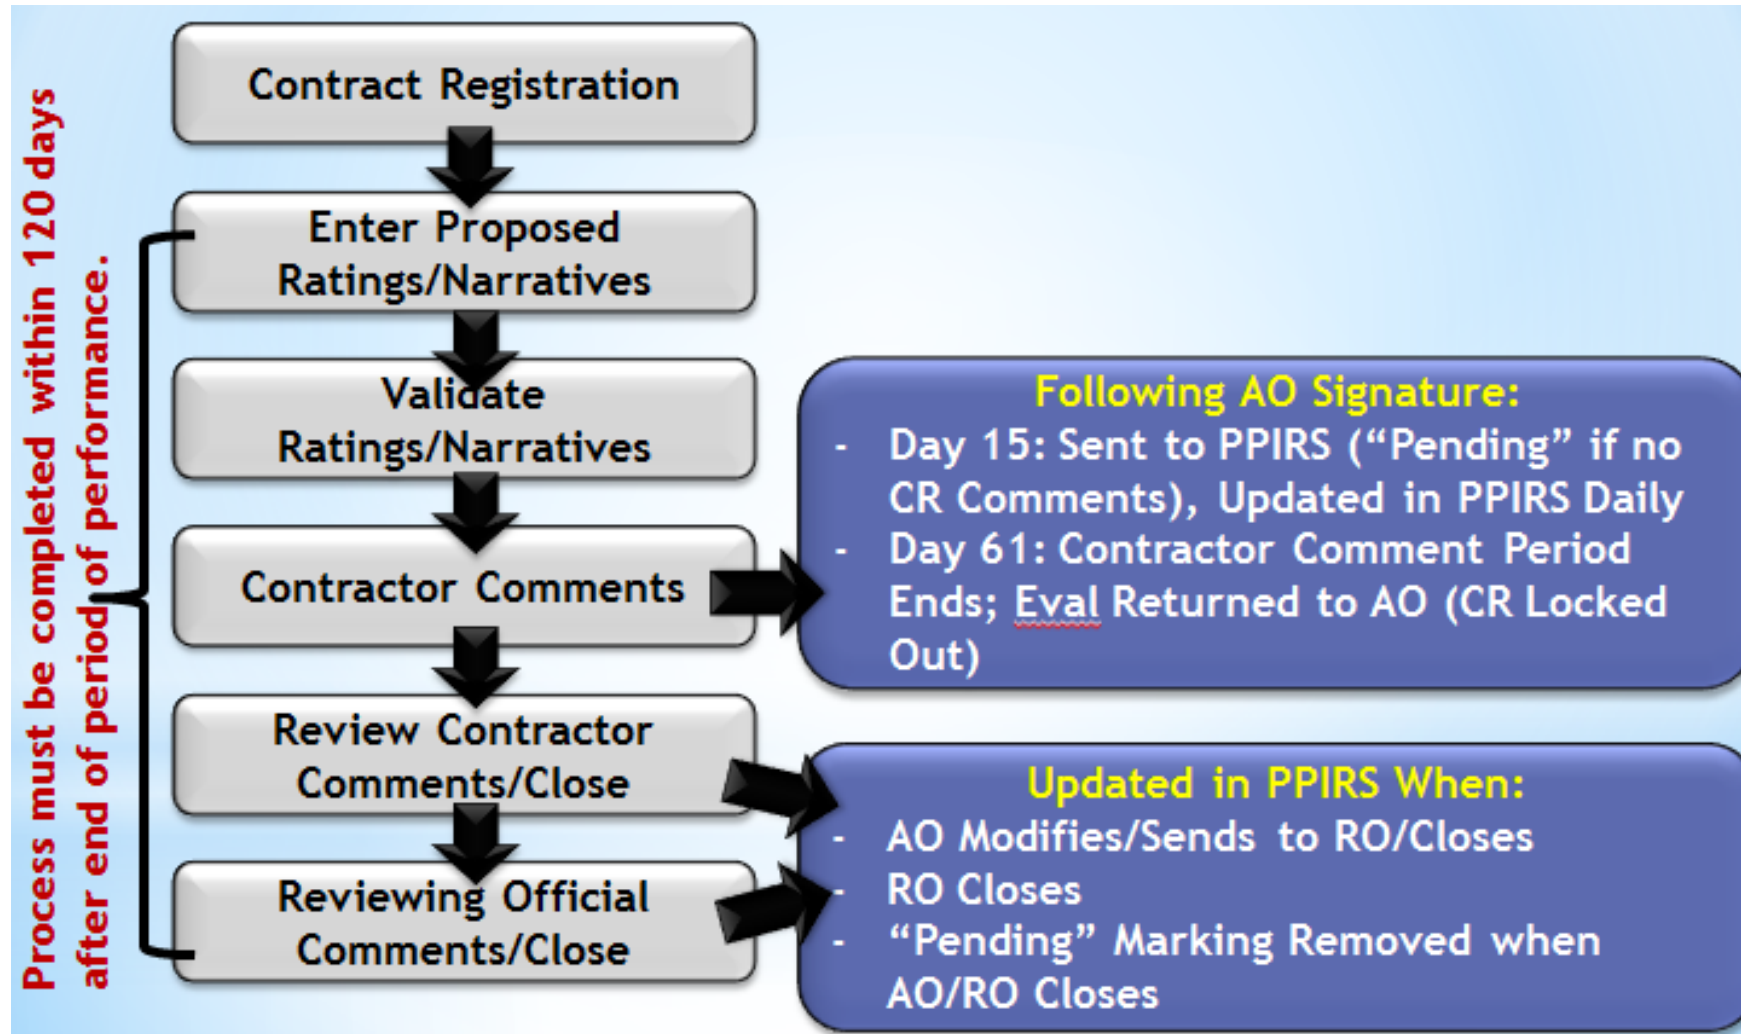 Process must be completed within 120 days
after end of period of performance.
Contract Registration
Enter Proposed
Ratings/Narratives
Validate
Ratings/Narratives
Contractor Comments
Review Contractor
Comments/Close
Reviewing Official
Comments/Close
Following AO Signature:
- Day 15: Sent to PPIRS (“Pending” if no
CR Comments), Updated in PPIRS Daily
- Day 61: Contractor Comment Period
Ends; Eval Returned to AO (CR Locked
Out)
Updated in PPIRS When:
- AO Modifies/Sends to RO/Closes
- RO Closes
- “Pending” Marking Removed when
AO/RO Closes